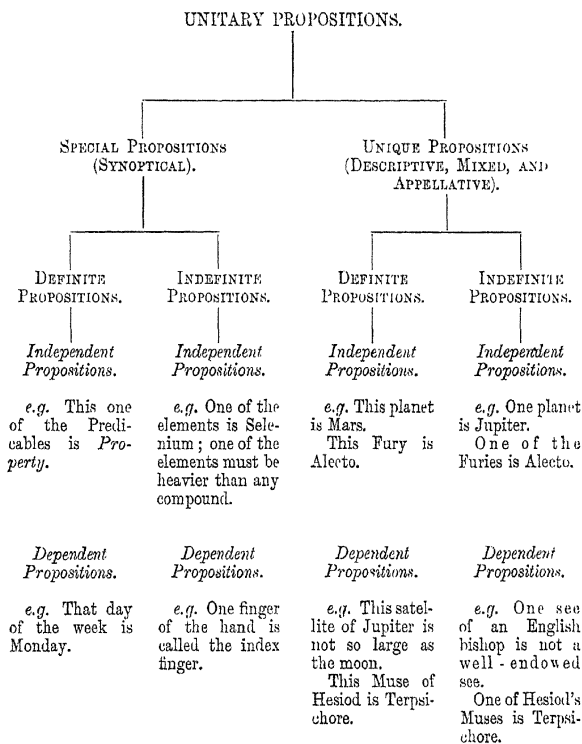 UNITARY PROPOSITIONS.
SPECIAL PROPOSITIONS
(SYNOPTICAL).
UNIQUE PROPOSITIONS
(DESCRIPTIVE, MIXED, AND
APPELLATIVE).
DEFINITE
PROPOSITIONS.
Independent
Propositions.
e.g. This one
of the Predi-
cables is Pro-
perty.
Dependent
Propositions.
e.g. That day
of the week is
Monday.
INDEFINITE
PROPOSITIONS.
Independent
Propositions.
e.g. One of the
elements is Sele-
nium; one of the
elements must be
heavier than any
compound.
Dependent
Propositions.
e.g. One finger
of the hand is
called the index
finger.
DEFINITE
PROPOSITIONS.
Independent
Propositions.
e.g. This planet
is Mars.
This Fury is
Alecto.
Dependent
Propositions.
e.g. This satel-
lite of Jupiter is
not so large as
the moon.
This Muse of
Hesiod is Terpsi-
chore.
INDEFINITE
PROPOSITIONS.
Independent
Propositions.
e.g. One planet
is Jupiter.
One of the
Furies is Alecto.
Dependent
Propositions.
e.g. One see
of an English
bishop is not a
well-endowed
see.
One of Hesiod's
Muses is Terpsi-
chore.